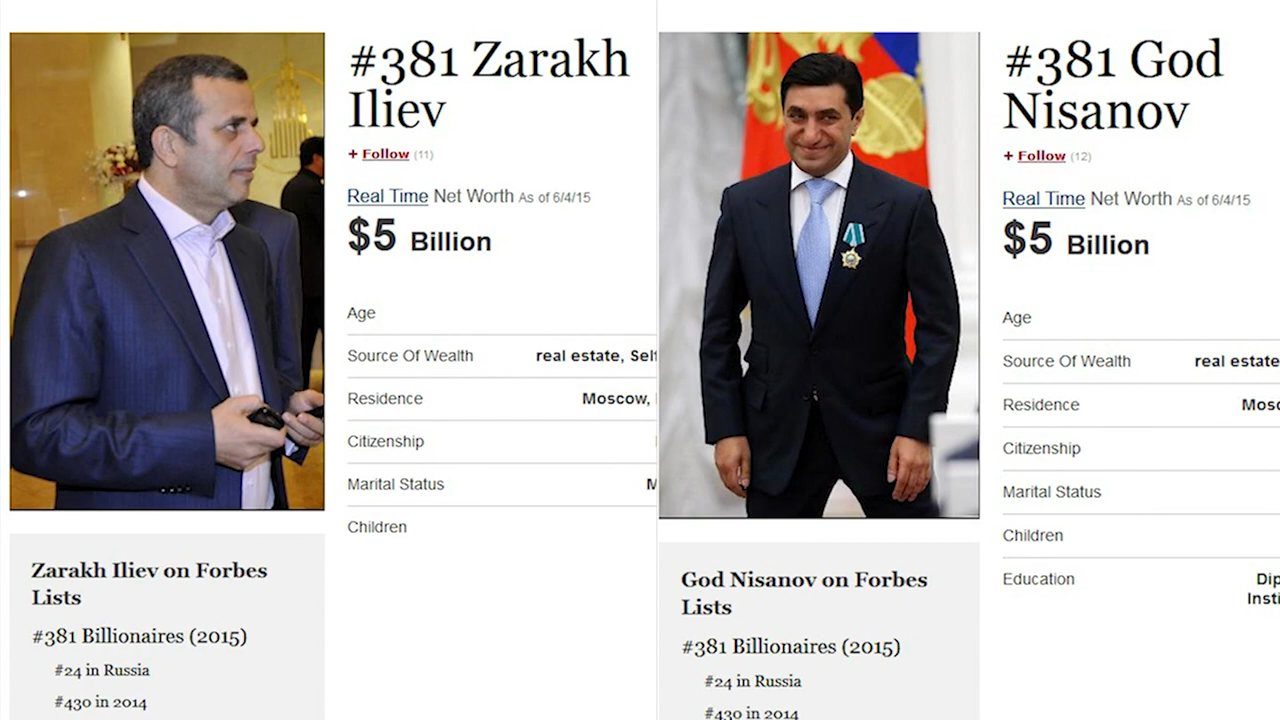 #381 Zarakh
Iliev
+ Follow (11)
Real Time Net Worth As of 6/4/15
$5 Billion
Age
Source Of Wealth real estate, Self
Residence Moscow,
Citizenship
Marital Status M
Children
Zarakh Iliev on Forbes
Lists
#381 Billionaires (2015)
#24 in Russia
#430 in 2014
#381 God
Nisanov
+ Follow (12)
Real Time Net Worth As of 6/4/15
$5 Billion
Age
Source Of Wealth real estate
Residence Mosc
Citizenship
Marital Status
Children
Education Dip
Insti
God Nisanov on Forbes
Lists
#381 Billionaires (2015)
#24 in Russia
#430 in 2014